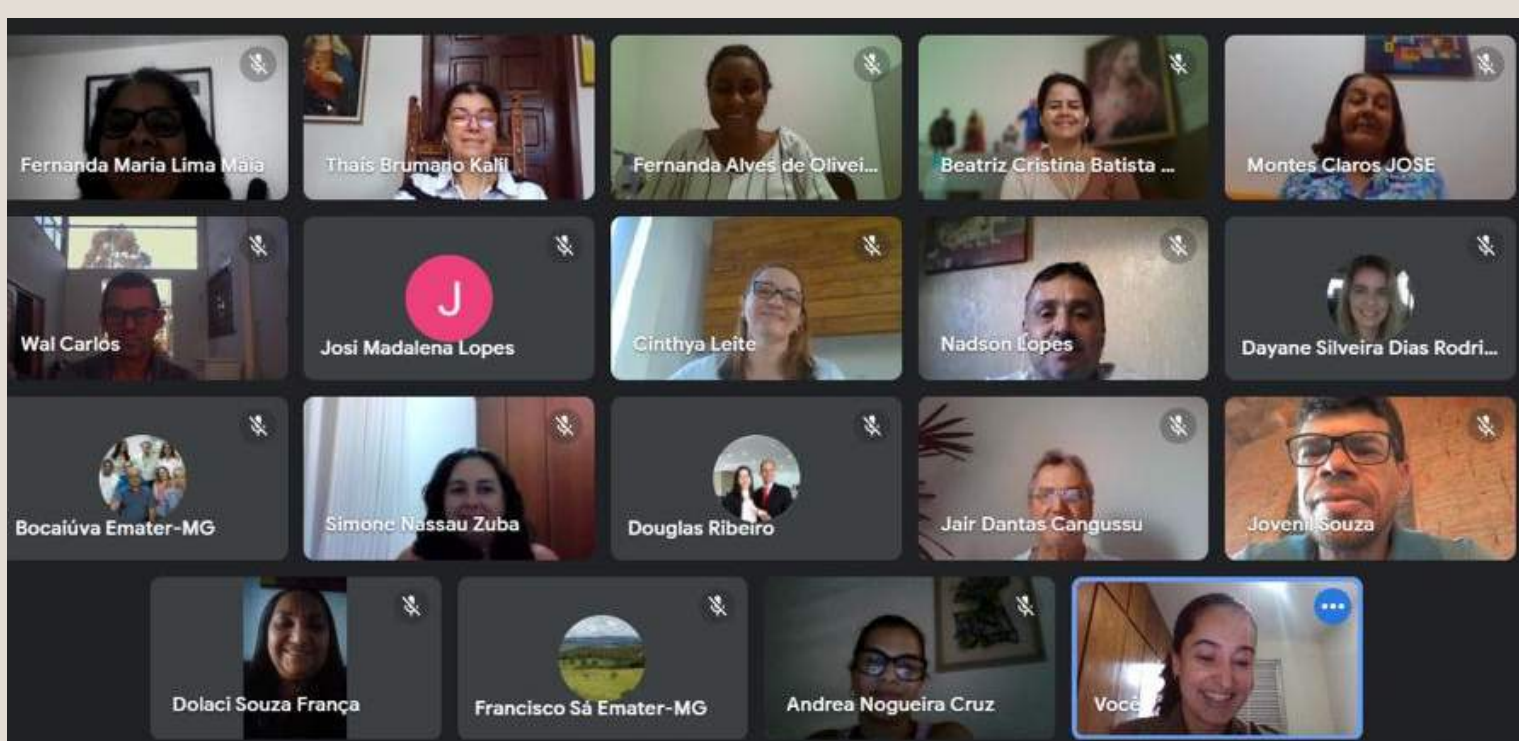 Fernanda Maria Lima Maia
Thais Brumano Kalil
Fernanda Alves de Olivei...
Beatriz Cristina Batista ...
Montes Claros JOSE
Wal Carlos
J
Josi Madalena Lopes
Cinthya Leite
Nadson Lopes
Dayane Silveira Dias Rodri...
Bocaiúva Emater-MG
Simone Nassau Zuba
Douglas Ribeiro
Jair Dantas Cangussu
Jovenil Souza
Dolaci Souza França
Francisco Sá Emater-MG
Andrea Nogueira Cruz
Você